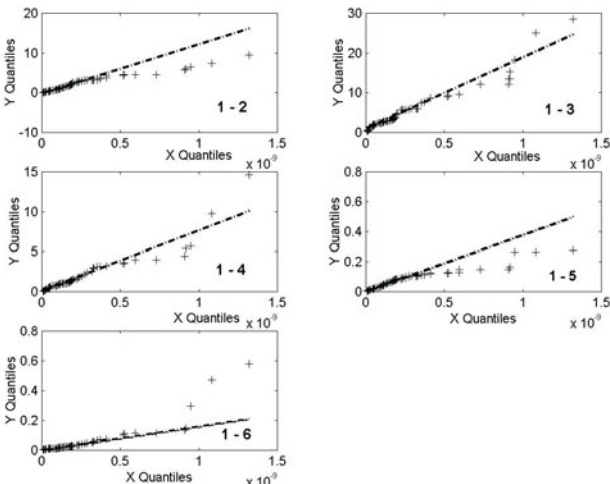 20
10
0
-10
Y Quantiles
0 0.5 1 1.5
X Quantiles
x 10⁻⁹
1 - 2
30
20
10
0
Y Quantiles
0 0.5 1 1.5
X Quantiles
x 10⁻⁹
1 - 3
15
10
5
0
Y Quantiles
0 0.5 1 1.5
X Quantiles
x 10⁻⁹
1 - 4
0.8
0.6
0.4
0.2
0
Y Quantiles
0 0.5 1 1.5
X Quantiles
x 10⁻⁹
1 - 5
0.8
0.6
0.4
0.2
0
Y Quantiles
0 0.5 1 1.5
X Quantiles
x 10⁻⁹
1 - 6